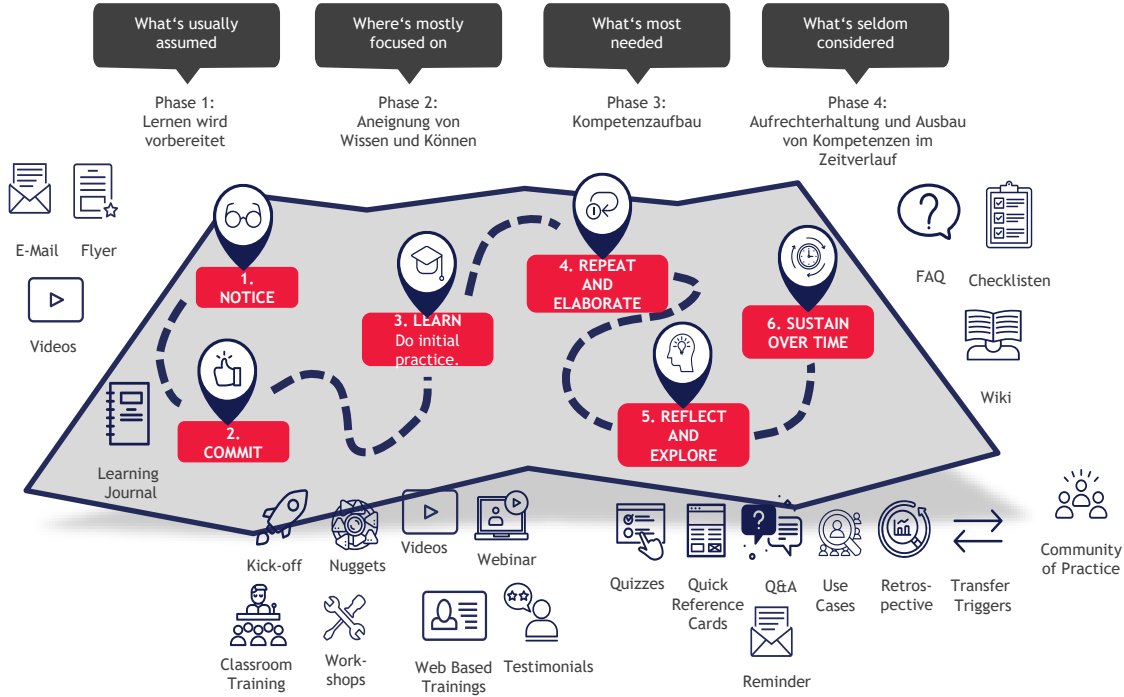 What's usually
assumed
Where's mostly
focused on
What's most
needed
What's seldom
considered
Phase 1:
Lernen wird
vorbereitet
Phase 2:
Aneignung von
Wissen und Können
Phase 3:
Kompetenzaufbau
Phase 4:
Aufrechterhaltung und Ausbau
von Kompetenzen im
Zeitverlauf
E-Mail
Flyer
Videos
Learning
Journal
1.
NOTICE
2.
COMMIT
3. LEARN
Do initial
practice.
4. REPEAT
AND
ELABORATE
5. REFLECT
AND
EXPLORE
6. SUSTAIN
OVER TIME
FAQ
Checklisten
Wiki
Kick-off
Nuggets
Videos
Webinar
Classroom
Training
Work-
shops
Web Based
Trainings
Testimonials
Quizzes
Quick
Reference
Cards
Q&A
Use
Cases
Retros-
pective
Transfer
Triggers
Reminder
Community
of Practice